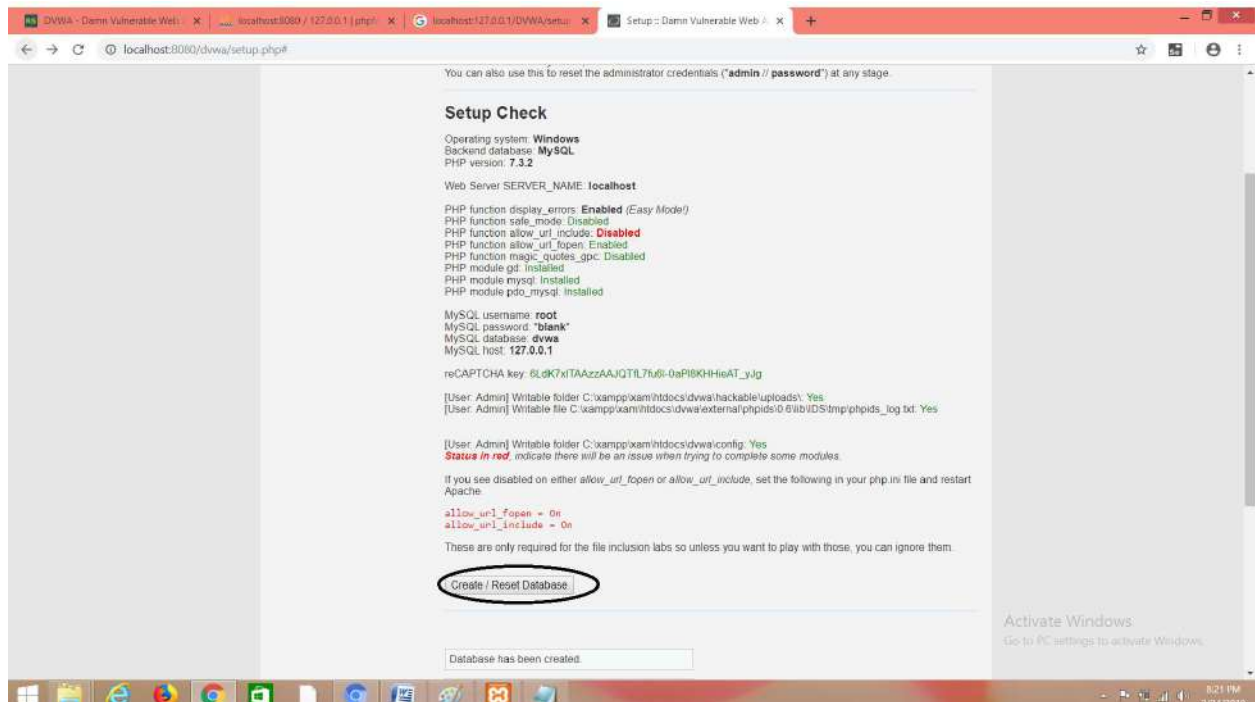 DVWA - Damn Vulnerable Web
localhost:8080 / 127.0.0.1 | php
localhost:127.0.0.1/DVWA/setup
Setup :: Damn Vulnerable Web A
localhost:8080/dvwa/setup.php#
You can also use this to reset the administrator credentials ("admin // password") at any stage.
Setup Check
Operating system: Windows
Backend database: MySQL
PHP version: 7.3.2
Web Server SERVER_NAME: localhost
PHP function display_errors: Enabled (Easy Mode!)
PHP function safe_mode: Disabled
PHP function allow_url_include: Disabled
PHP function allow_url_fopen: Enabled
PHP function magic_quotes_gpc: Disabled
PHP module gd: Installed
PHP module mysql: Installed
PHP module pdo_mysql: Installed
MySQL username: root
MySQL password: *blank*
MySQL database: dvwa
MySQL host: 127.0.0.1
reCAPTCHA key:
[User: Admin] Writable folder C:\xampp\xam\htdocs\dvwa\hackable\uploads\: Yes
[User: Admin] Writable file C:\xampp\xam\htdocs\dvwa\external\phpids\0.6\lib\IDS\tmp\phpids_log.txt: Yes
[User: Admin] Writable folder C:\xampp\xam\htdocs\dvwa\config: Yes
Status in red, indicate there will be an issue when trying to complete some modules.
If you see disabled on either allow_url_fopen or allow_url_include, set the following in your php.ini file and restart
Apache.
allow_url_fopen = On
allow_url_include = On
These are only required for the file inclusion labs so unless you want to play with those, you can ignore them.
Create / Reset Database
Activate Windows
Go to PC settings to activate Windows.
Database has been created.
8:21 PM